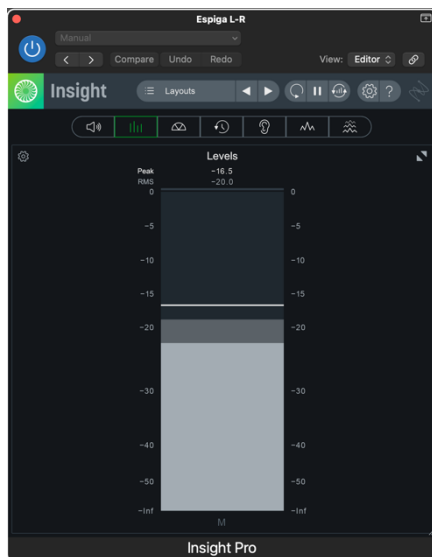 Espiga L-R
Manual
Compare Undo Redo View: Editor
Insight Layouts
Levels
Peak -16.5
RMS -20.0
0 0
-5 -5
-10 -10
-15 -15
-20 -20
-30 -30
-40 -40
-50 -50
-Inf -Inf
M
Insight Pro